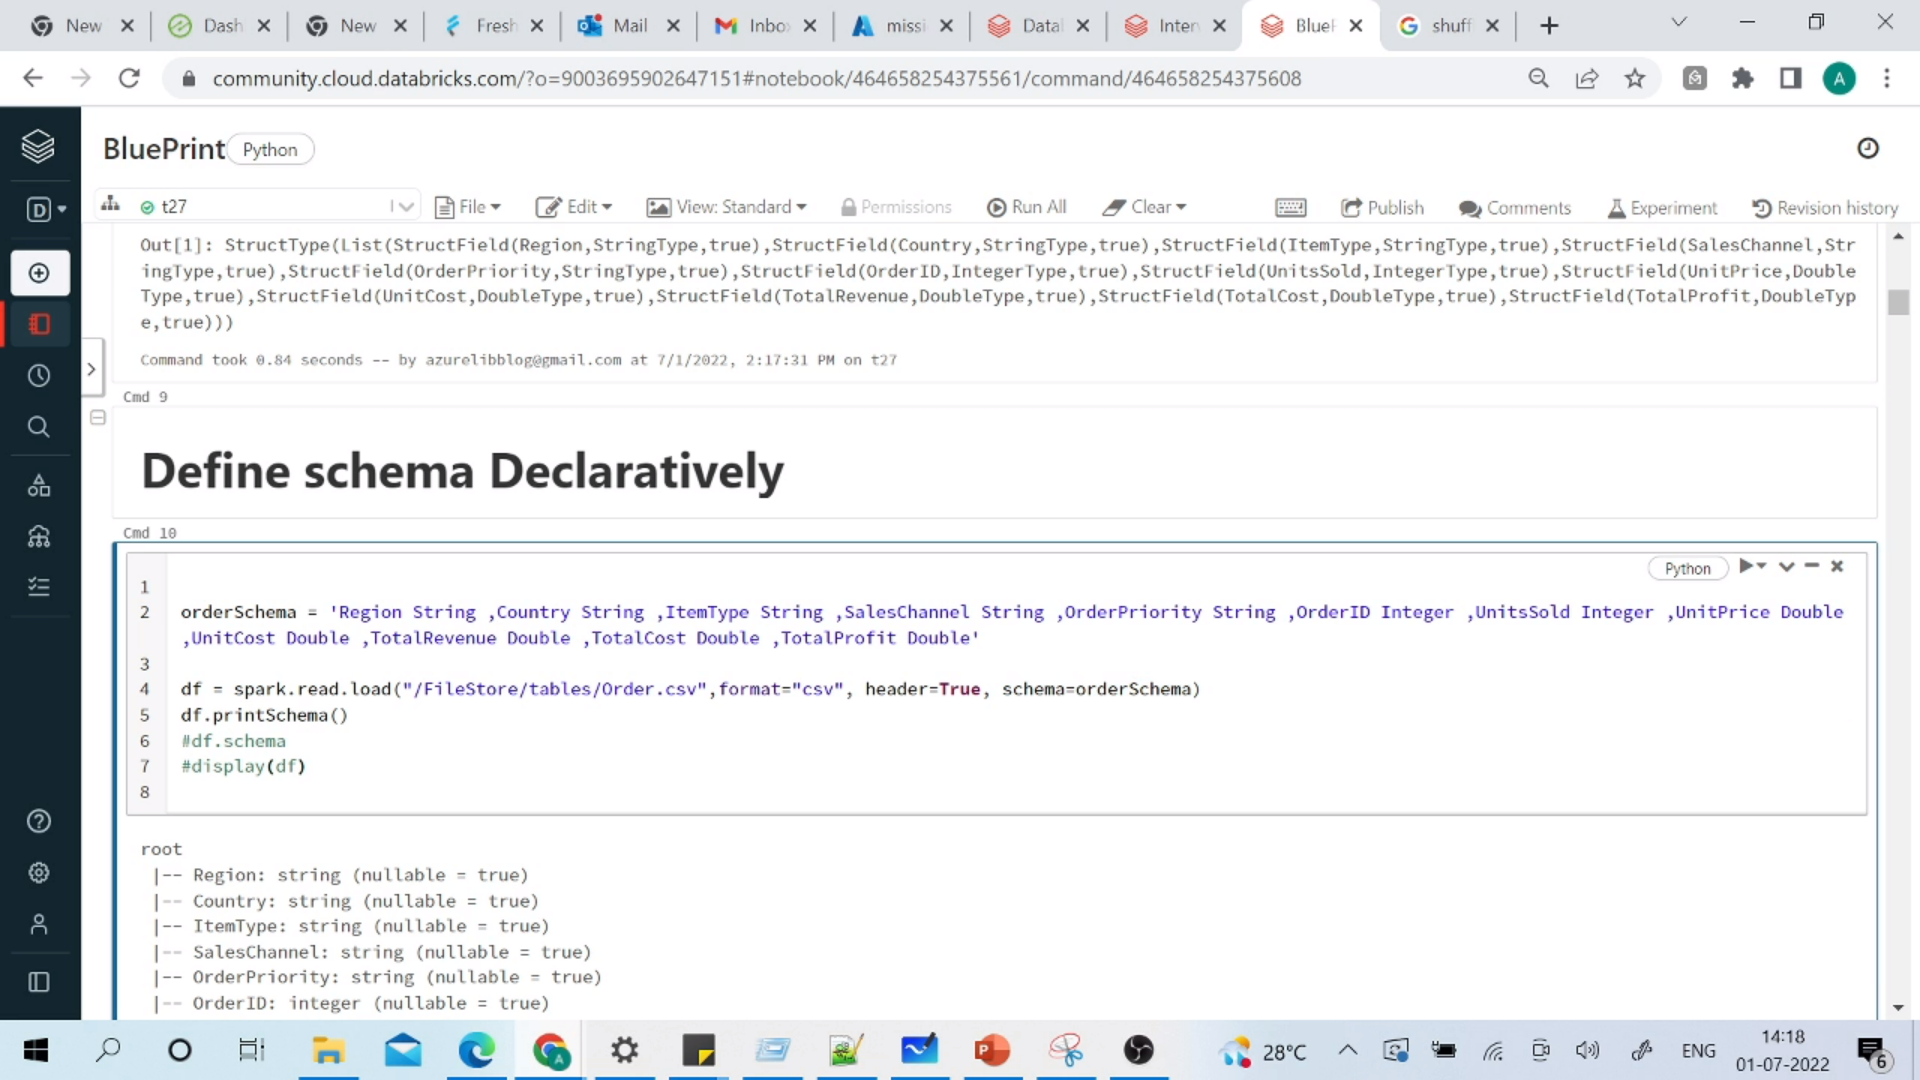 New
Dash
New
Fresh
Mail
Inbo
missi
Datal
Inter
BlueP
shuff
community.cloud.databricks.com/?o=9003695902647151#notebook/464658254375561/command/464658254375608
A
BluePrint
Python
D
t27
File
Edit
View: Standard
Permissions
Run All
Clear
Publish
Comments
Experiment
Revision history
Out[1]: StructType(List(StructField(Region,StringType,true),StructField(Country,StringType,true),StructField(ItemType,StringType,true),StructField(SalesChannel,Str
ingType,true),StructField(OrderPriority,StringType,true),StructField(OrderID,IntegerType,true),StructField(UnitsSold,IntegerType,true),StructField(UnitPrice,Double
Type,true),StructField(UnitCost,DoubleType,true),StructField(TotalRevenue,DoubleType,true),StructField(TotalCost,DoubleType,true),StructField(TotalProfit,DoubleTyp
e,true)))
Command took 0.84 seconds -- by azurelibblog@gmail.com at 7/1/2022, 2:17:31 PM on t27
Cmd 9
Define schema Declaratively
Cmd 10
Python
1
2 orderSchema = 'Region String ,Country String ,ItemType String ,SalesChannel String ,OrderPriority String ,OrderID Integer ,UnitsSold Integer ,UnitPrice Double
,UnitCost Double ,TotalRevenue Double ,TotalCost Double ,TotalProfit Double'
3
4 df = spark.read.load("/FileStore/tables/Order.csv",format="csv", header=True, schema=orderSchema)
5 df.printSchema()
6 #df.schema
7 #display(df)
8
root
|-- Region: string (nullable = true)
|-- Country: string (nullable = true)
|-- ItemType: string (nullable = true)
|-- SalesChannel: string (nullable = true)
|-- OrderPriority: string (nullable = true)
|-- OrderID: integer (nullable = true)
28°C
ENG
14:18
01-07-2022
6